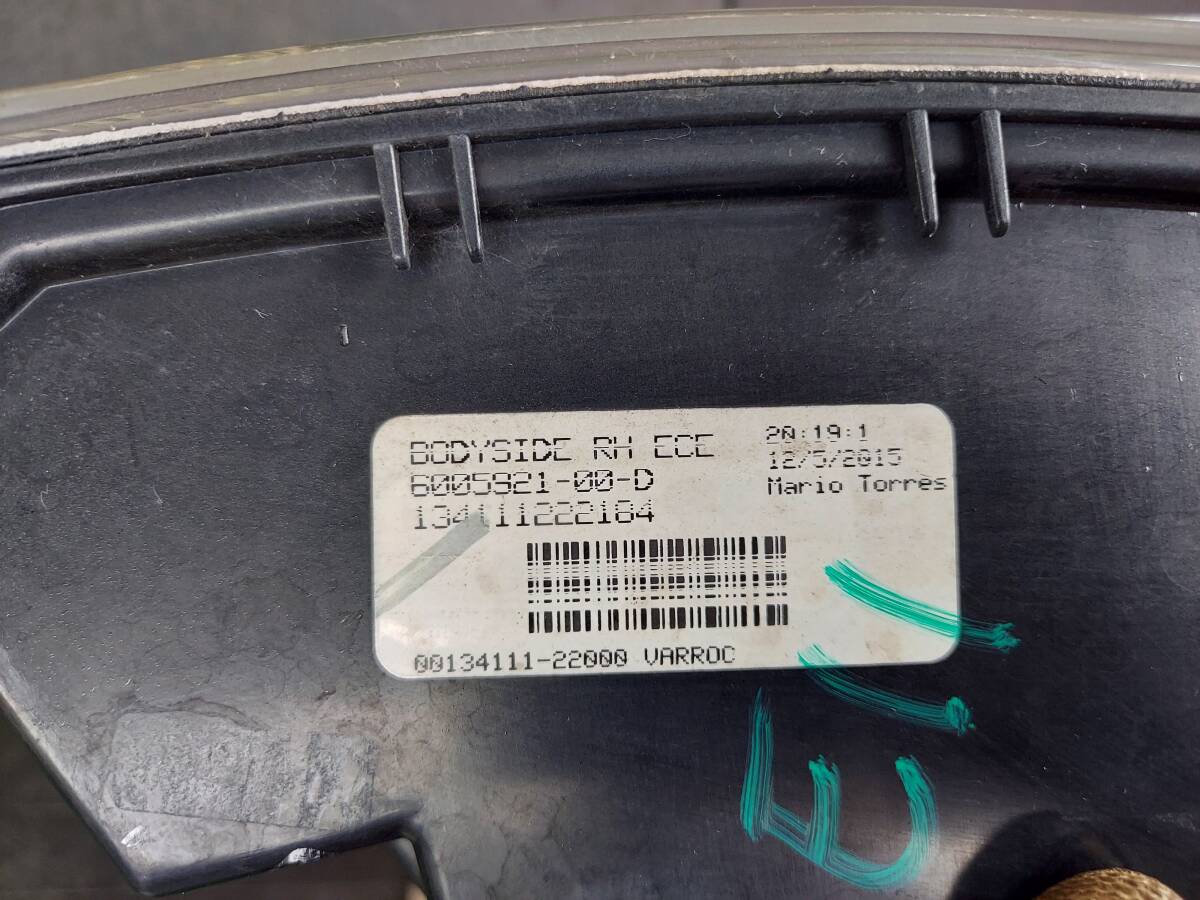 BODYSIDE RH ECE
6005921-00-D
134111222184
20:19:1
12/5/2015
Mario Torres
00134111-22000 VARROC